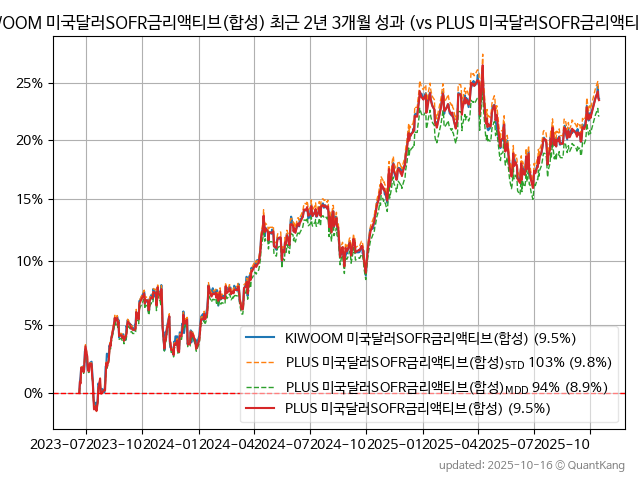 WOOM 미국달러SOFR금리액티브(합성) 최근 2년 3개월 성과 (vs PLUS 미국달러SOFR금리액티
25%
20%
15%
10%
5%
0%
KIWOOM 미국달러SOFR금리액티브(합성) (9.5%)
PLUS 미국달러SOFR금리액티브(합성)STD 103% (9.8%)
PLUS 미국달러SOFR금리액티브(합성)MDD 94% (8.9%)
PLUS 미국달러SOFR금리액티브(합성) (9.5%)
2023-07 2023-10 2024-01 2024-04 2024-07 2024-10 2025-01 2025-04 2025-07 2025-10
updated: 2025-10-16 © QuantKang